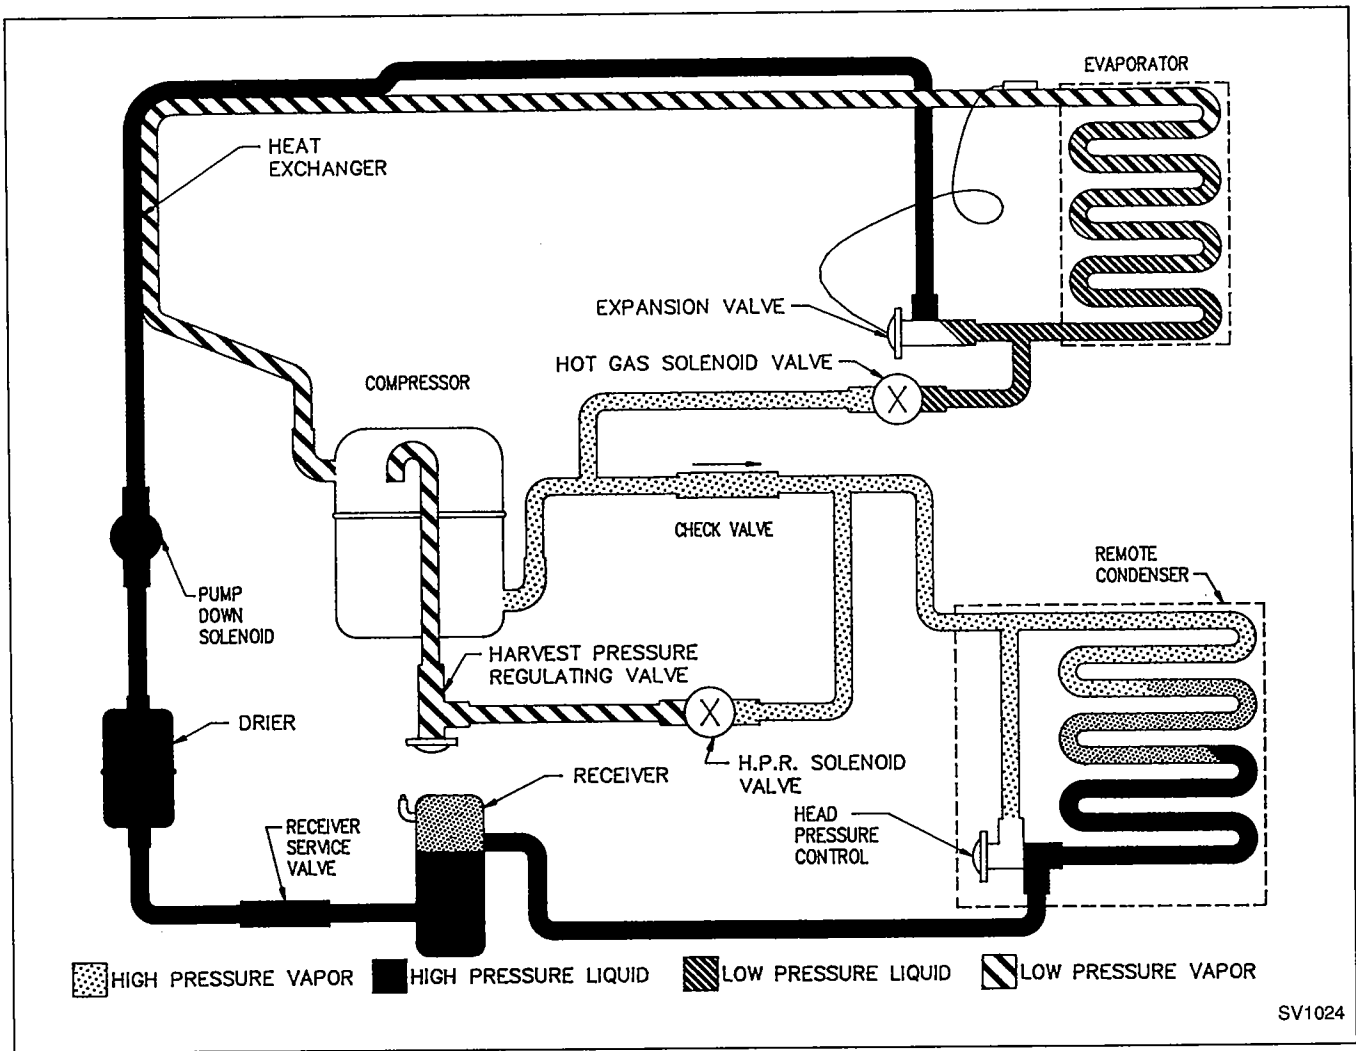 EVAPORATOR
HEAT
EXCHANGER
EXPANSION VALVE
HOT GAS SOLENOID VALVE
COMPRESSOR
CHECK VALVE
REMOTE
CONDENSER
PUMP
DOWN
SOLENOID
HARVEST PRESSURE
REGULATING VALVE
DRIER
H.P.R. SOLENOID
VALVE
RECEIVER
RECEIVER
SERVICE
VALVE
HEAD
PRESSURE
CONTROL
HIGH PRESSURE VAPOR
HIGH PRESSURE LIQUID
LOW PRESSURE LIQUID
LOW PRESSURE VAPOR
SV1024